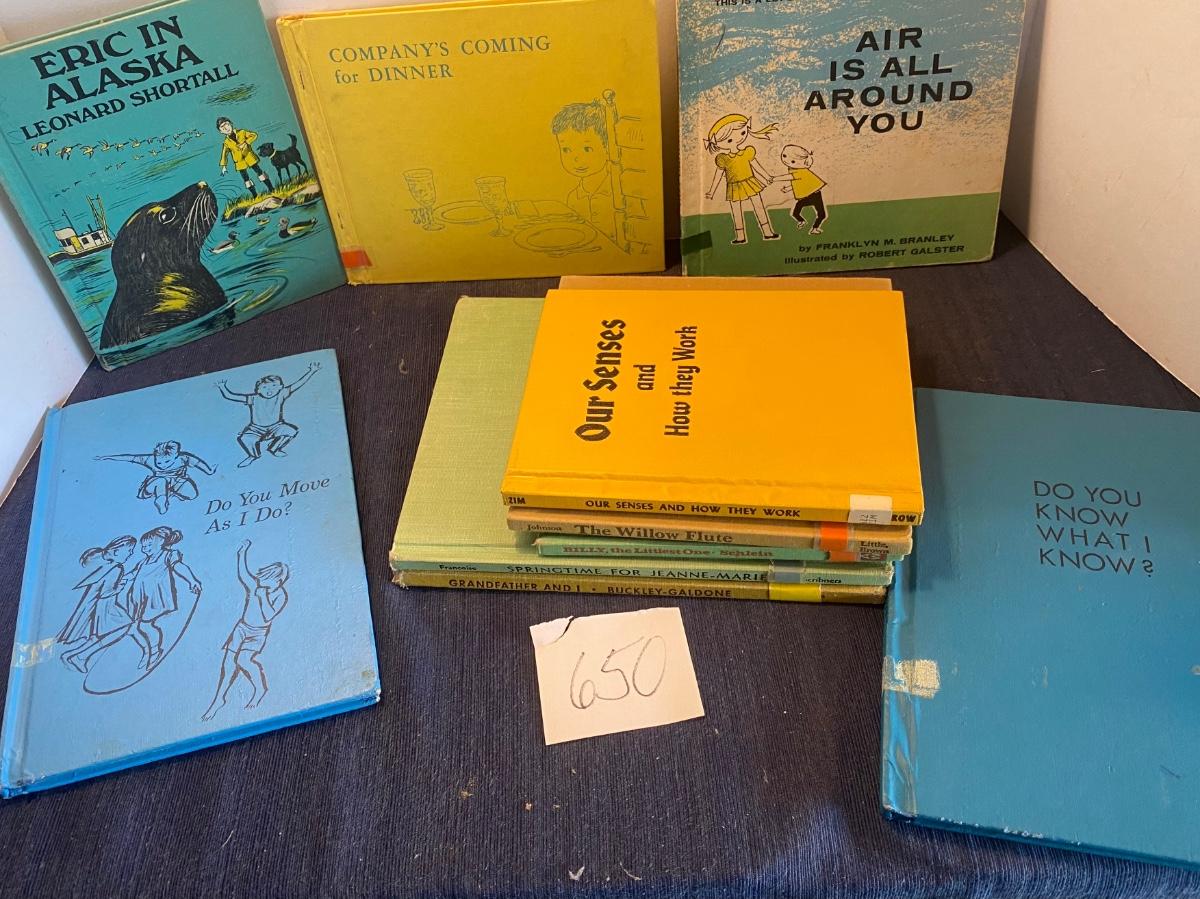 ERIC IN
ALASKA
LEONARD SHORTALL
COMPANY'S COMING
for DINNER
AIR
IS ALL
AROUND
YOU
by FRANKLYN M. BRANLEY
Illustrated by ROBERT GALSTER
Do You Move
As I Do?
Our Senses
and
How they Work
ZIM OUR SENSES AND HOW THEY WORK
Johnson The Willow Flute Little, Brown
BILLY, the Littlest One · Schlein
Françoise SPRINGTIME FOR JEANNE-MARIE
GRANDFATHER AND I · BUCKLEY-GALDONE
DO YOU
KNOW
WHAT I
KNOW?
650